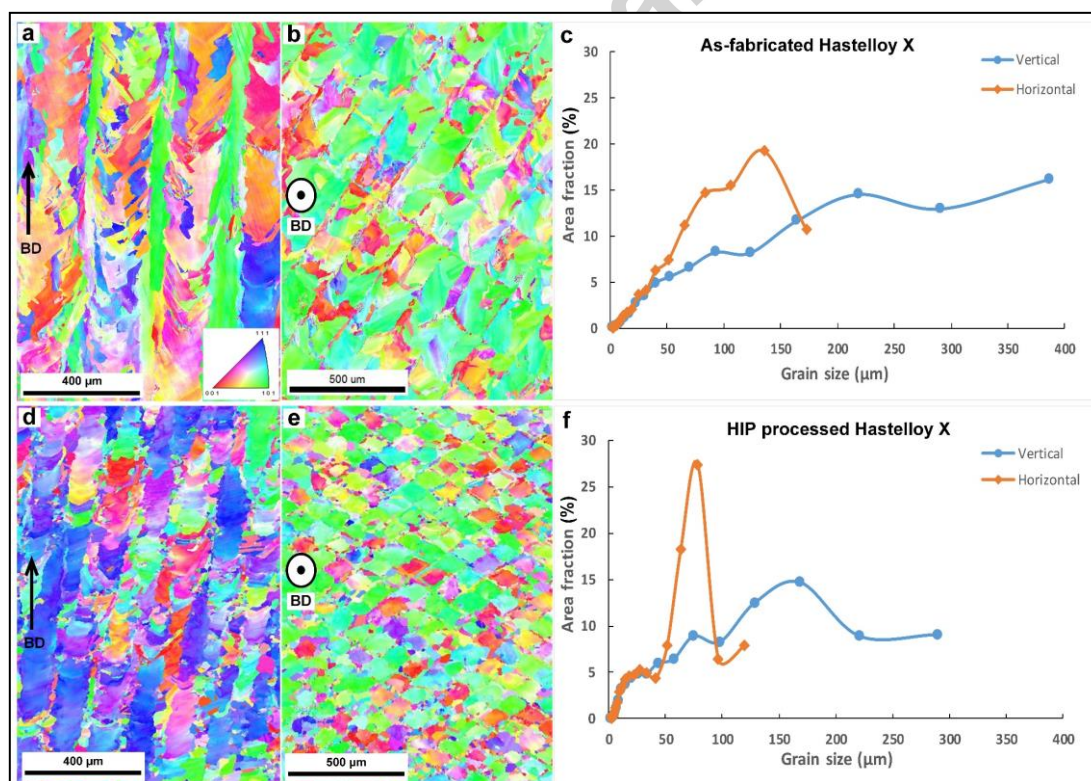 a
BD
400 µm
111
001
101
b
BD
500 µm
c
As-fabricated Hastelloy X
Vertical
Horizontal
Area fraction (%)
30
25
20
15
10
5
0
0 50 100 150 200 250 300 350 400
Grain size (µm)
d
BD
400 µm
e
BD
500 µm
f
HIP processed Hastelloy X
Vertical
Horizontal
Area fraction (%)
30
25
20
15
10
5
0
0 50 100 150 200 250 300 350 400
Grain size (µm)